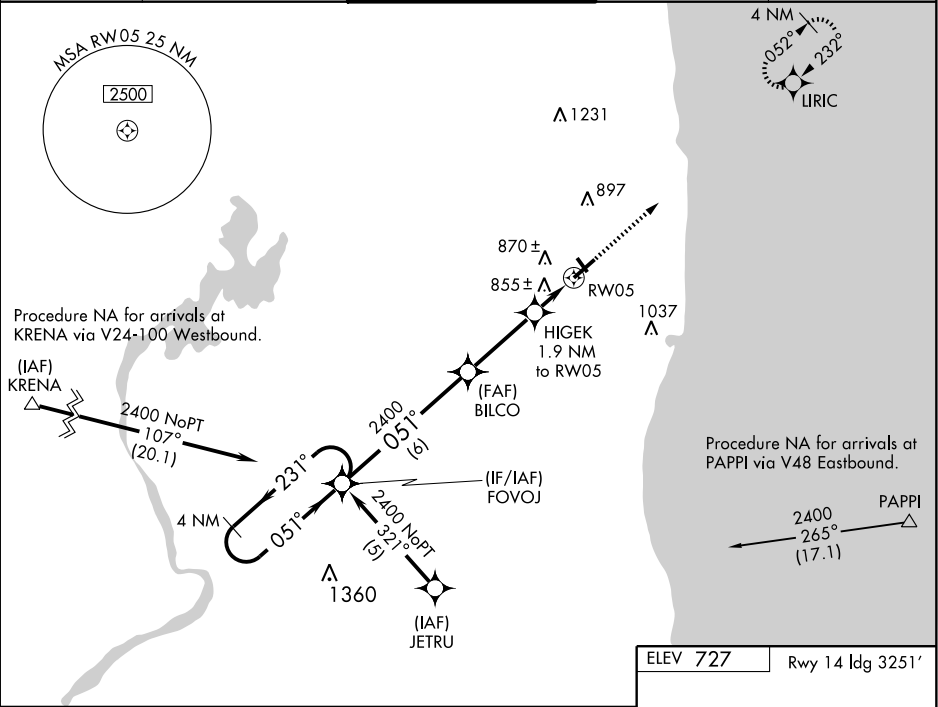 MSA RW05 25 NM
2500
4 NM
052°
232°
LIRIC
1231
897
870 ±
855 ±
RW05
1037
HIGEK
1.9 NM
to RW05
Procedure NA for arrivals at
KRENA via V24-100 Westbound.
(IAF)
KRENA
2400 NoPT
107°
(20.1)
(FAF)
BILCO
2400
051°
(6)
231°
051°
4 NM
(IF/IAF)
FOVOJ
2400 NoPT
321°
(5)
1360
(IAF)
JETRU
Procedure NA for arrivals at
PAPPI via V48 Eastbound.
PAPPI
2400
265°
(17.1)
ELEV 727
Rwy 14 ldg 3251'